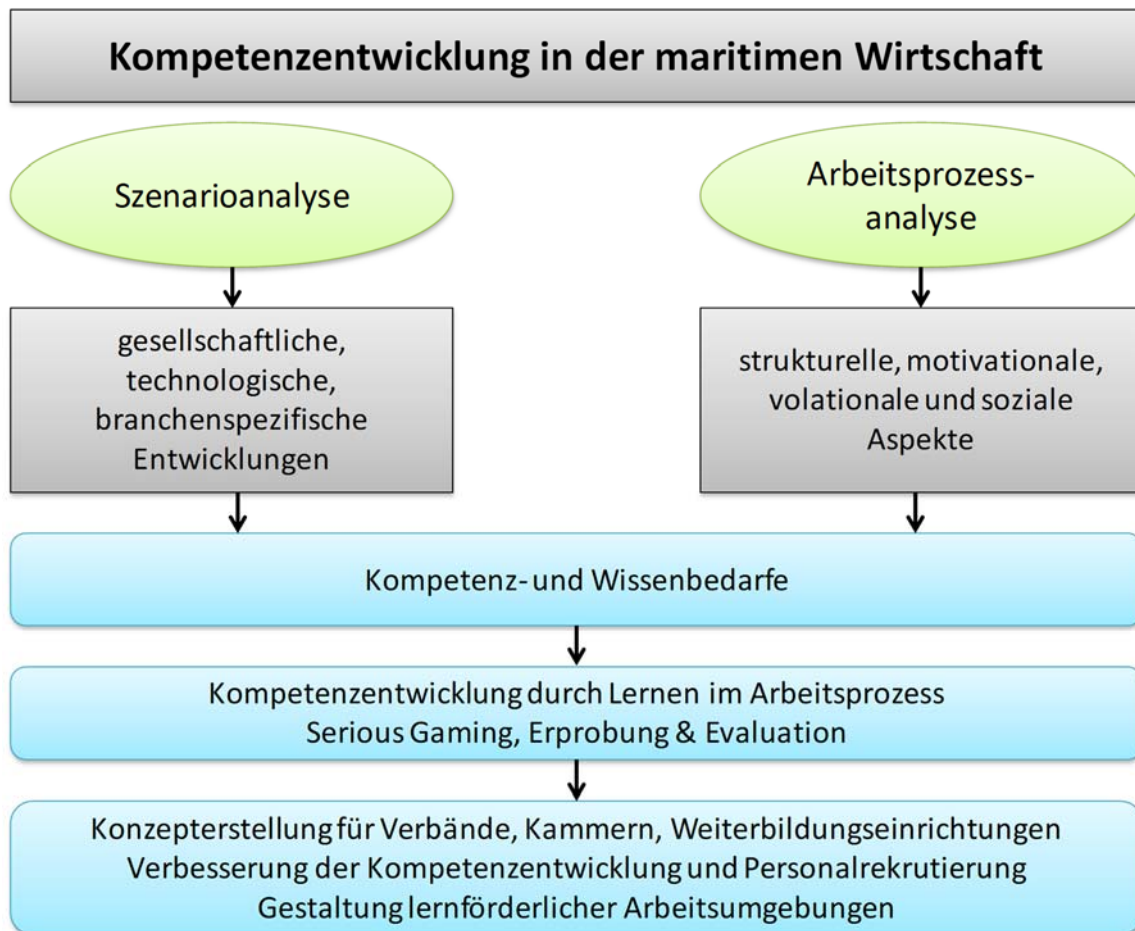 Kompetenzentwicklung in der maritimen Wirtschaft
Szenarioanalyse
Arbeitsprozess-
analyse
gesellschaftliche,
technologische,
branchenspezifische
Entwicklungen
strukturelle, motivationale,
volationale und soziale
Aspekte
Kompetenz- und Wissenbedarfe
Kompetenzentwicklung durch Lernen im Arbeitsprozess
Serious Gaming, Erprobung & Evaluation
Konzepterstellung für Verbände, Kammern, Weiterbildungseinrichtungen
Verbesserung der Kompetenzentwicklung und Personalrekrutierung
Gestaltung lernförderlicher Arbeitsumgebungen